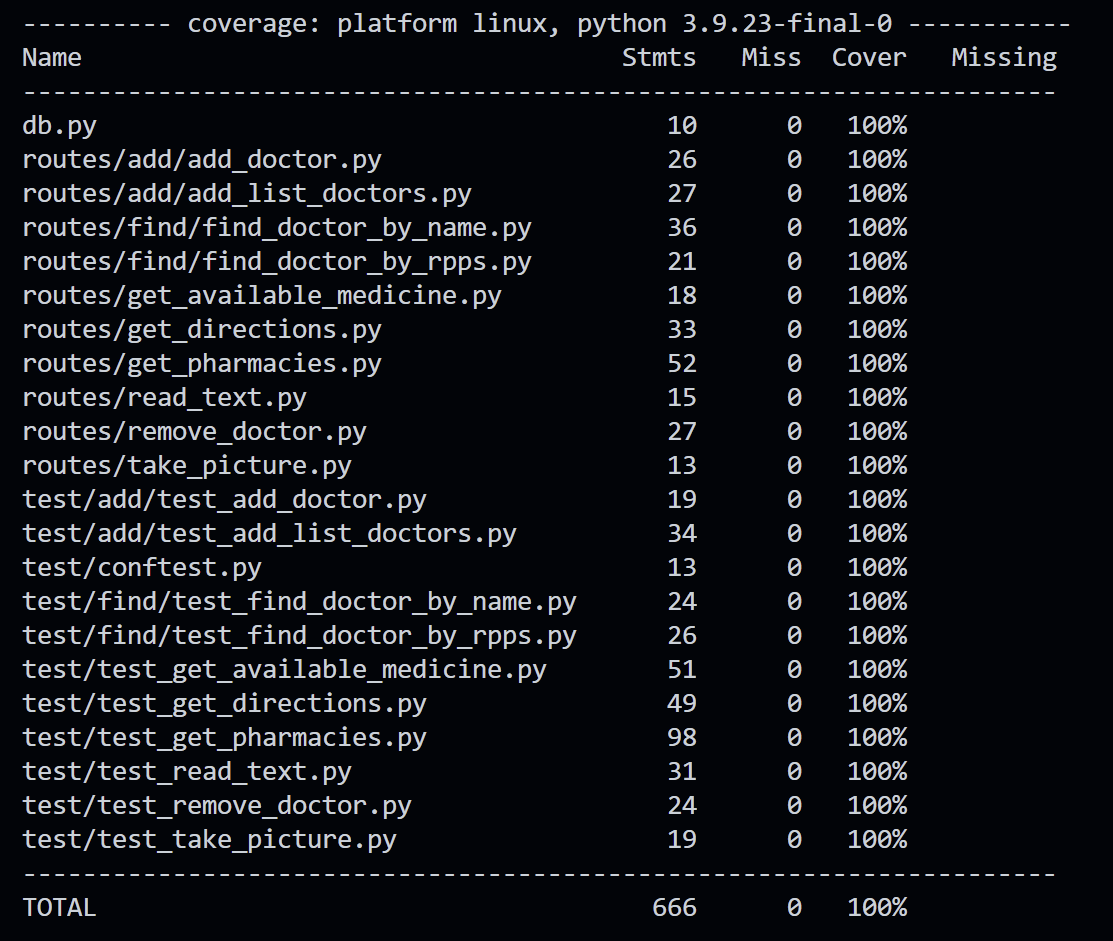 ---------- coverage: platform linux, python 3.9.23-final-0 -----------
Name                                    Stmts   Miss  Cover   Missing
---------------------------------------------------------------------
db.py                                      10      0   100%
routes/add/add_doctor.py                   26      0   100%
routes/add/add_list_doctors.py             27      0   100%
routes/find/find_doctor_by_name.py         36      0   100%
routes/find/find_doctor_by_rpps.py         21      0   100%
routes/get_available_medicine.py           18      0   100%
routes/get_directions.py                   33      0   100%
routes/get_pharmacies.py                   52      0   100%
routes/read_text.py                        15      0   100%
routes/remove_doctor.py                    27      0   100%
routes/take_picture.py                     13      0   100%
test/add/test_add_doctor.py                19      0   100%
test/add/test_add_list_doctors.py          34      0   100%
test/conftest.py                           13      0   100%
test/find/test_find_doctor_by_name.py      24      0   100%
test/find/test_find_doctor_by_rpps.py      26      0   100%
test/test_get_available_medicine.py        51      0   100%
test/test_get_directions.py                49      0   100%
test/test_get_pharmacies.py                98      0   100%
test/test_read_text.py                     31      0   100%
test/test_remove_doctor.py                 24      0   100%
test/test_take_picture.py                  19      0   100%
---------------------------------------------------------------------
TOTAL                                     666      0   100%